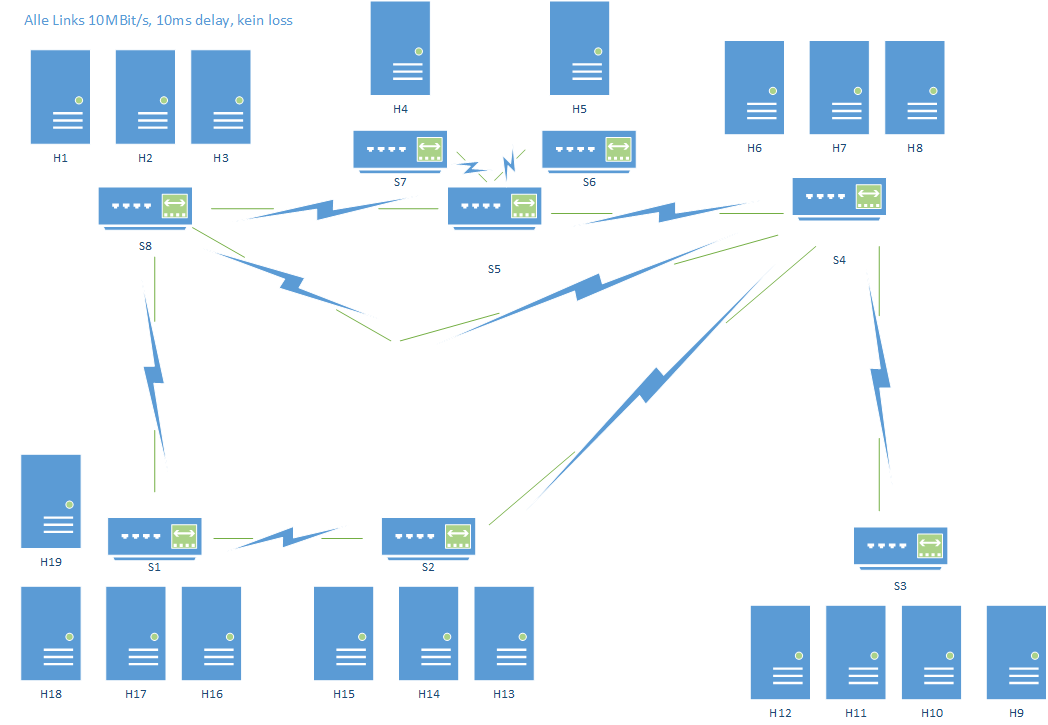 Alle Links 10MBit/s, 10ms delay, kein loss
H4
H5
H1
H2
H3
H6
H7
H8
S7
S6
S8
S5
S4
H19
S1
S2
S3
H18
H17
H16
H15
H14
H13
H12
H11
H10
H9